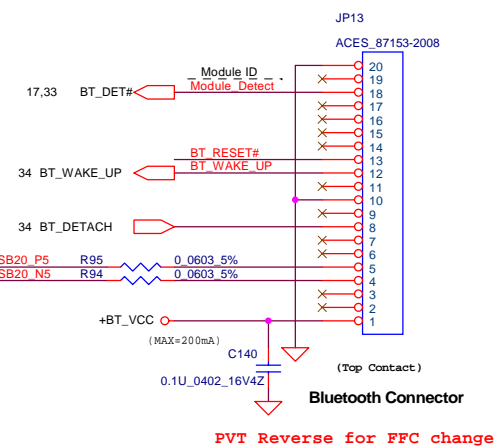 JP13
ACES_87153-2008
20
Module ID
19
17,33 BT_DET# Module_Detect 18
17
16
15
14
BT_RESET# 13
34 BT_WAKE_UP BT_WAKE_UP 12
11
10
9
34 BT_DETACH 8
7
6
SB20_P5 R95 0_0603_5% 5
SB20_N5 R94 0_0603_5% 4
3
2
+BT_VCC 1
(MAX=200mA)
C140
0.1U_0402_16V4Z
(Top Contact)
Bluetooth Connector
PVT Reverse for FFC change